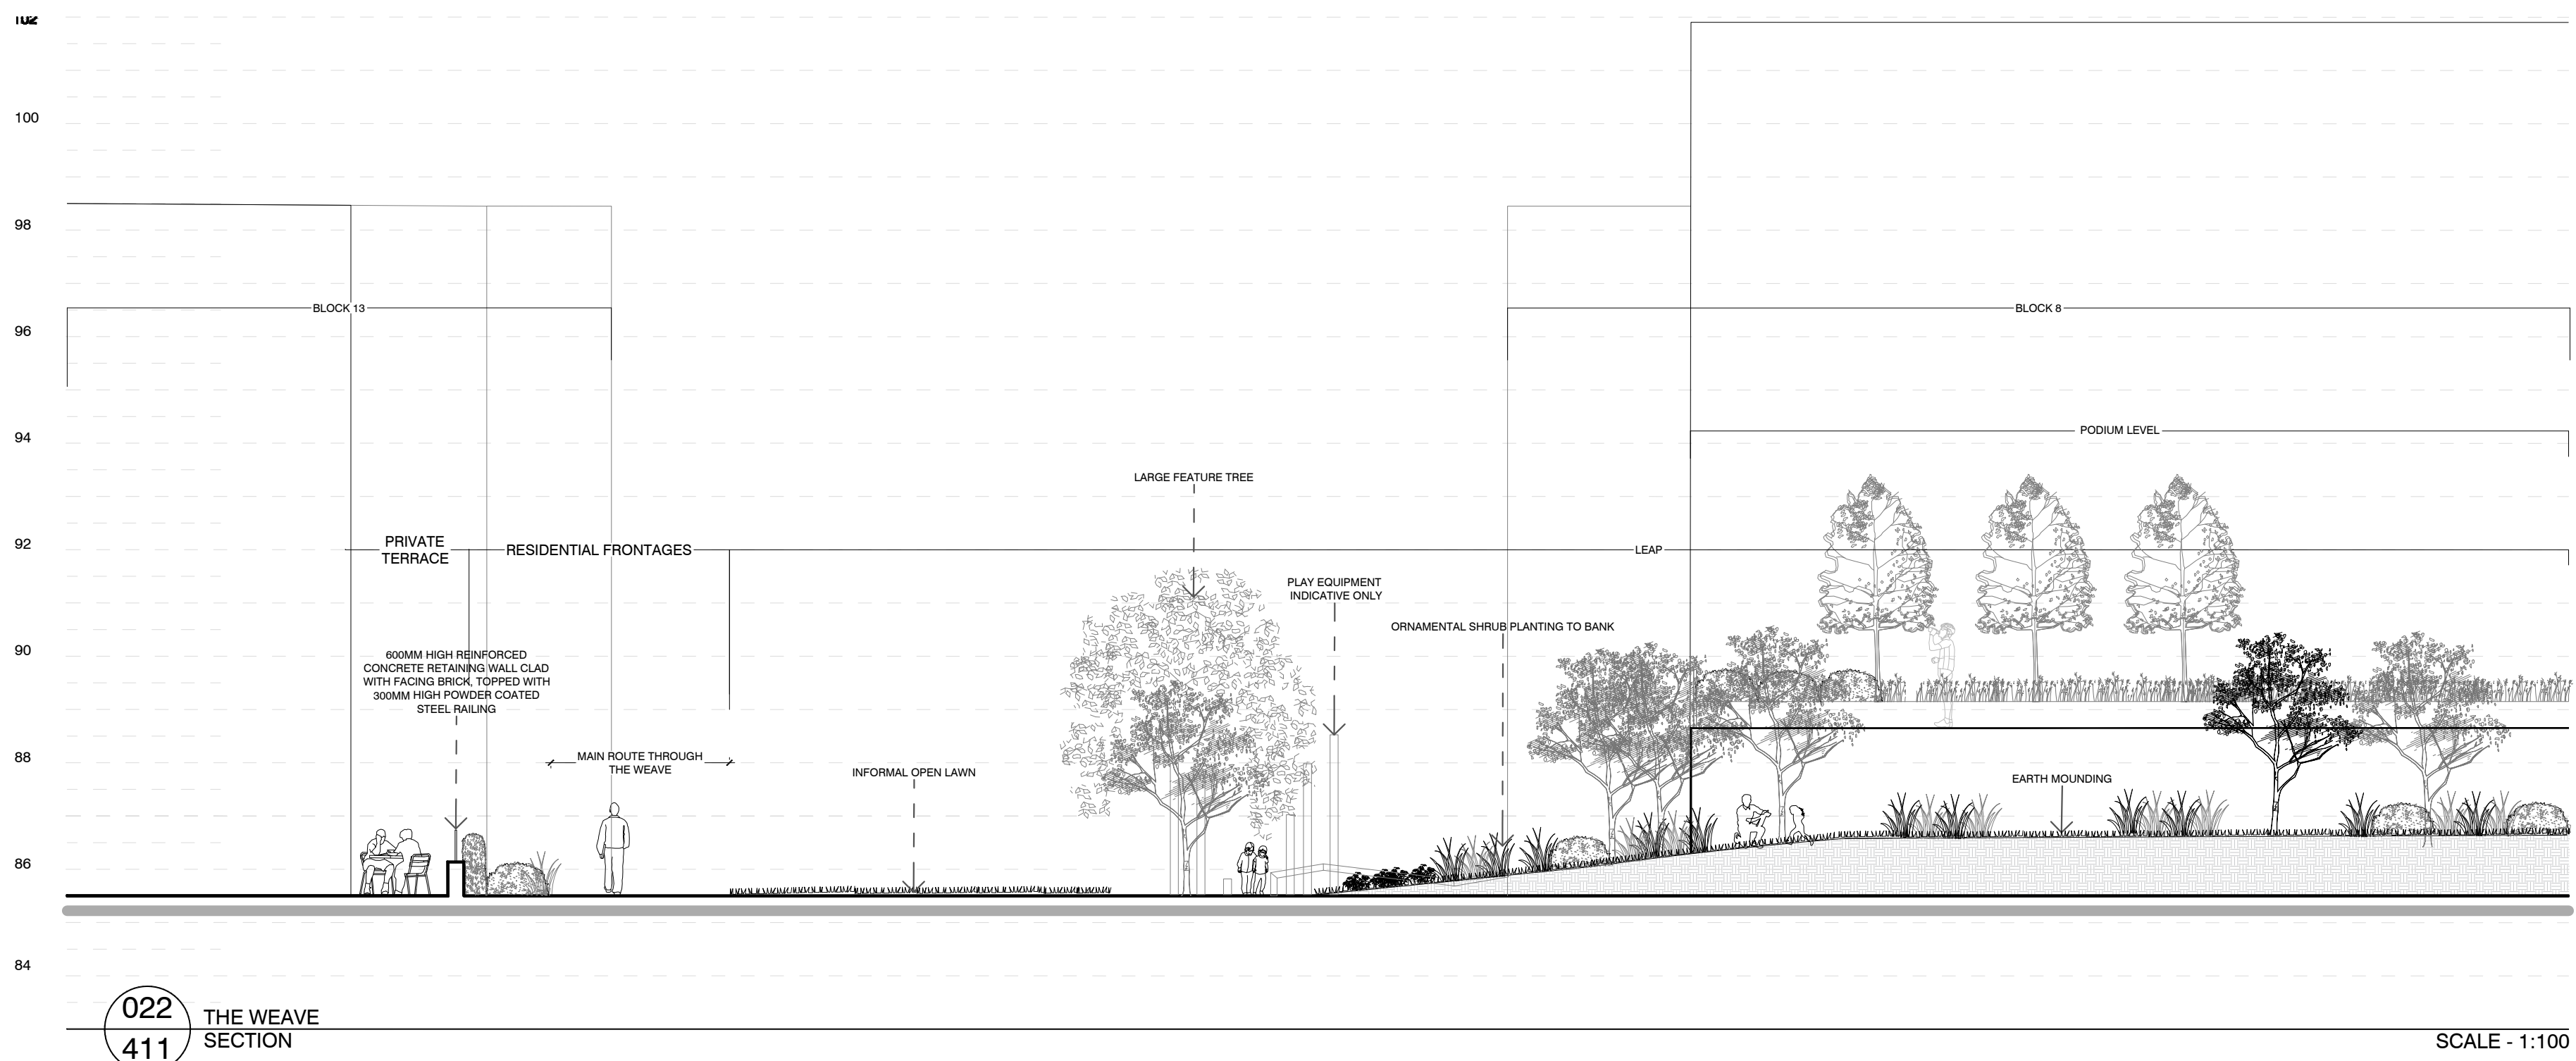 102
100
98
BLOCK 13
BLOCK 8
96
94
PODIUM LEVEL
LARGE FEATURE TREE
92
PRIVATE
TERRACE
RESIDENTIAL FRONTAGES
LEAP
PLAY EQUIPMENT
INDICATIVE ONLY
ORNAMENTAL SHRUB PLANTING TO BANK
90
600MM HIGH REINFORCED
CONCRETE RETAINING WALL CLAD
WITH FACING BRICK, TOPPED WITH
300MM HIGH POWDER COATED
STEEL RAILING
88
MAIN ROUTE THROUGH
THE WEAVE
INFORMAL OPEN LAWN
EARTH MOUNDING
86
84
022
411
THE WEAVE
SECTION
SCALE - 1:100